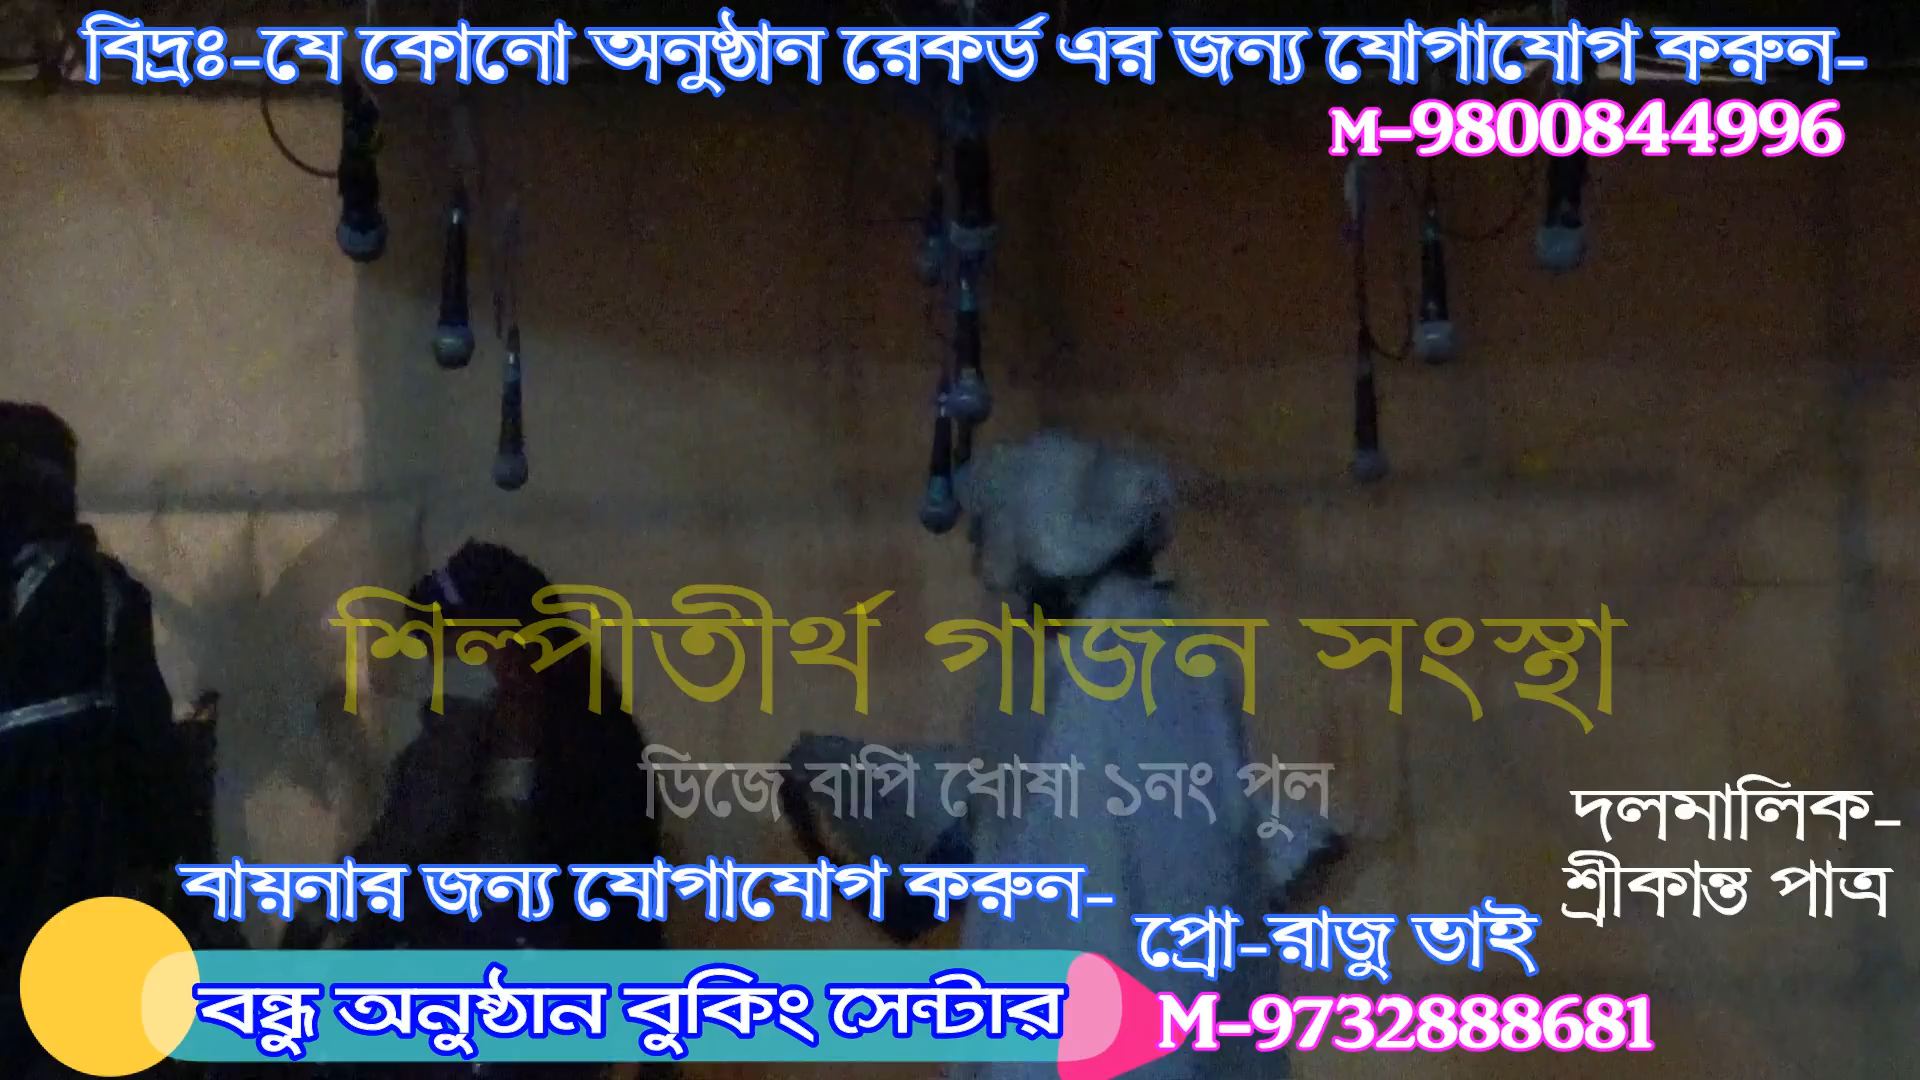 বিদ্রঃ-যে কোনো অনুষ্ঠান রেকর্ড এর জন্য যোগাযোগ করুন-
M-9800844996
শিল্পীতীর্থ গাজন সংস্থা
ডিজে বাপি ধোষা ১নং পুল
দলমালিক-
শ্রীকান্ত পাত্র
বায়নার জন্য যোগাযোগ করুন-
প্রো-রাজু ভাই
বন্ধু অনুষ্ঠান বুকিং সেন্টার
M-9732888681